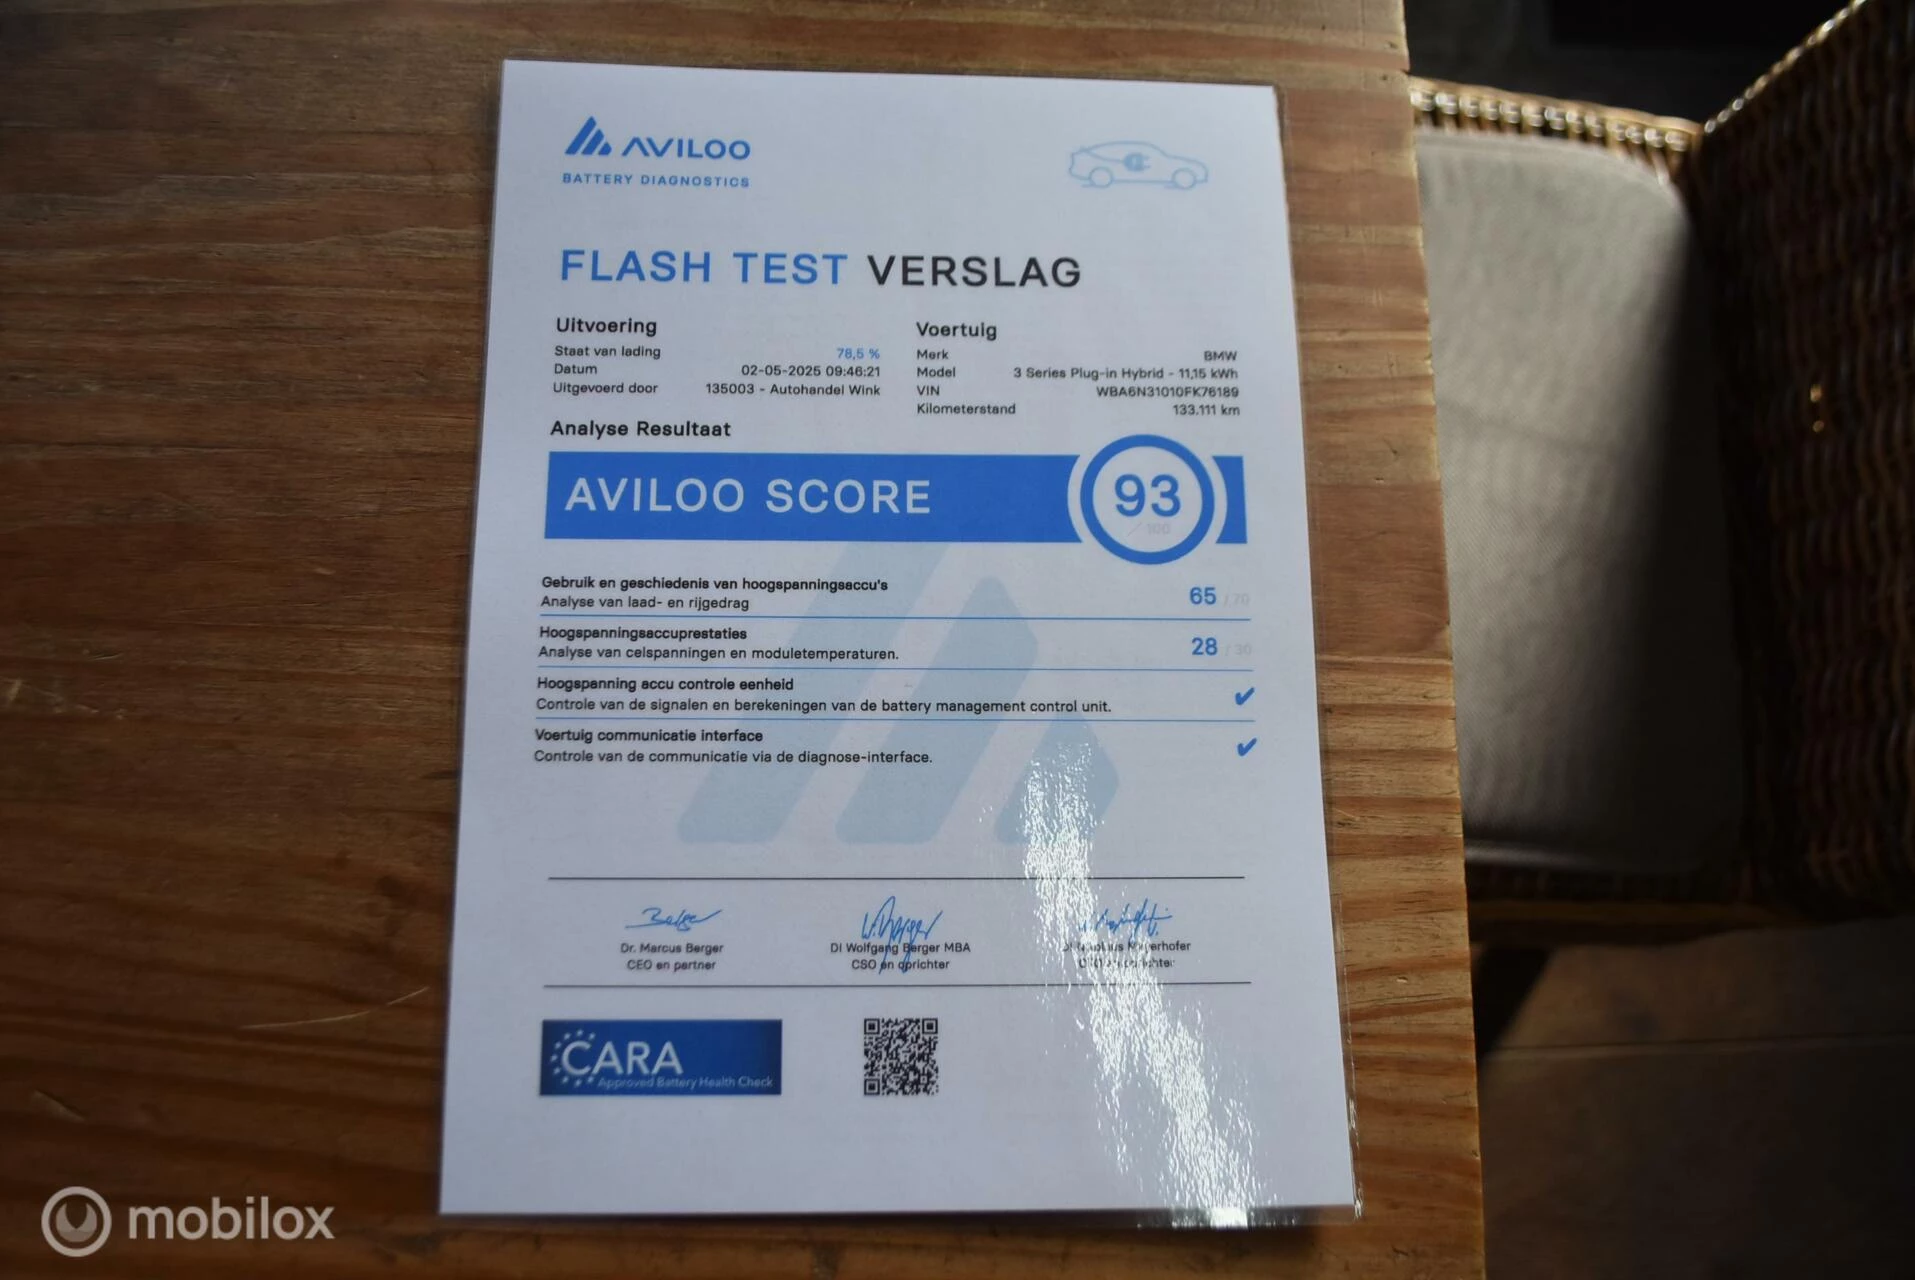 AVILOO
BATTERY DIAGNOSTICS
FLASH TEST VERSLAG
Uitvoering
Staat van lading 78,5 %
Datum 02-05-2025 09:46:21
Uitgevoerd door 135003 - Autohandel Wink
Voertuig
Merk BMW
Model 3 Series Plug-in Hybrid - 11,15 kWh
VIN WBA6N31010FK76189
Kilometerstand 133.111 km
Analyse Resultaat
AVILOO SCORE 93
/ 100
Gebruik en geschiedenis van hoogspanningsaccu's
Analyse van laad- en rijgedrag
65 / 70
Hoogspanningsaccuprestaties
Analyse van celspanningen en moduletemperaturen.
28 / 30
Hoogspanning accu controle eenheid
Controle van de signalen en berekeningen van de battery management control unit.
Voertuig communicatie interface
Controle van de communicatie via de diagnose-interface.
Berger
Dr. Marcus Berger
CEO en partner
W. Berger
DI Wolfgang Berger MBA
CSO en oprichter
DI
CARA
Approved Battery Health Check
mobilox